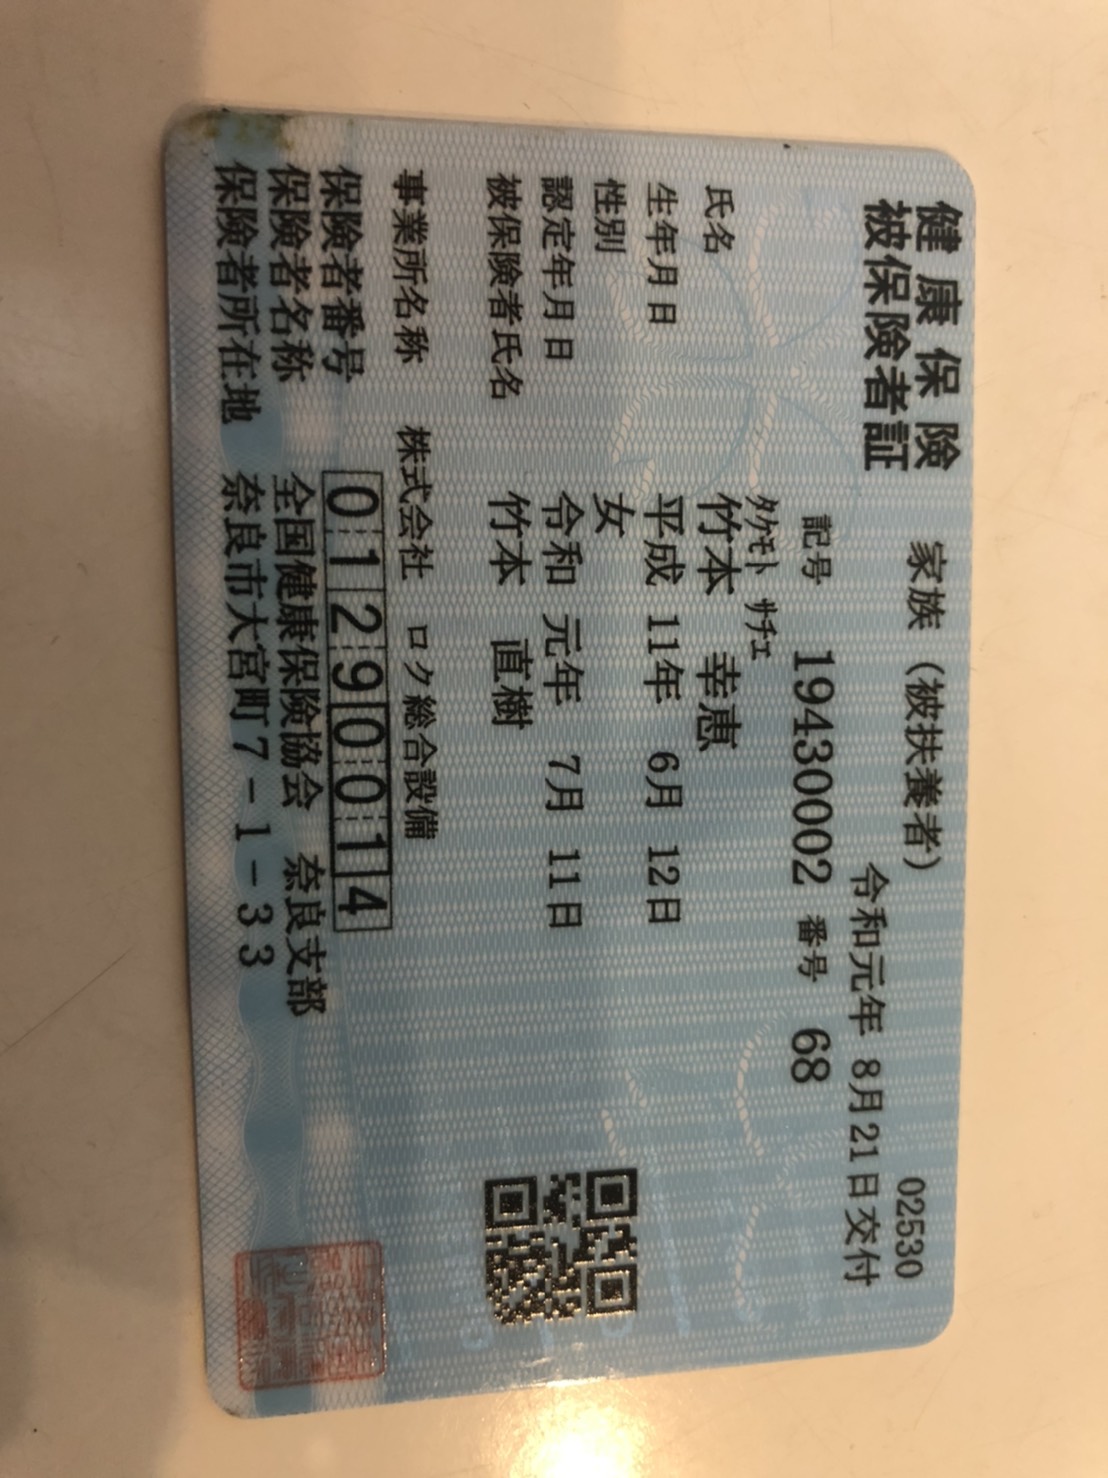 健康保険 家族（被扶養者） 02530
被保険者証 令和元年 8月21日交付
記号 19430002 番号 68
ﾀｹﾓﾄ ｻﾁｴ
氏名 竹本 幸恵
生年月日 平成 11年 6月 12日
性別 女
認定年月日 令和 元年 7月 11日
被保険者氏名 竹本 直樹
事業所名称 株式会社 ロク総合設備
保険者番号 01290014
保険者名称 全国健康保険協会 奈良支部
保険者所在地 奈良市大宮町7-1-33